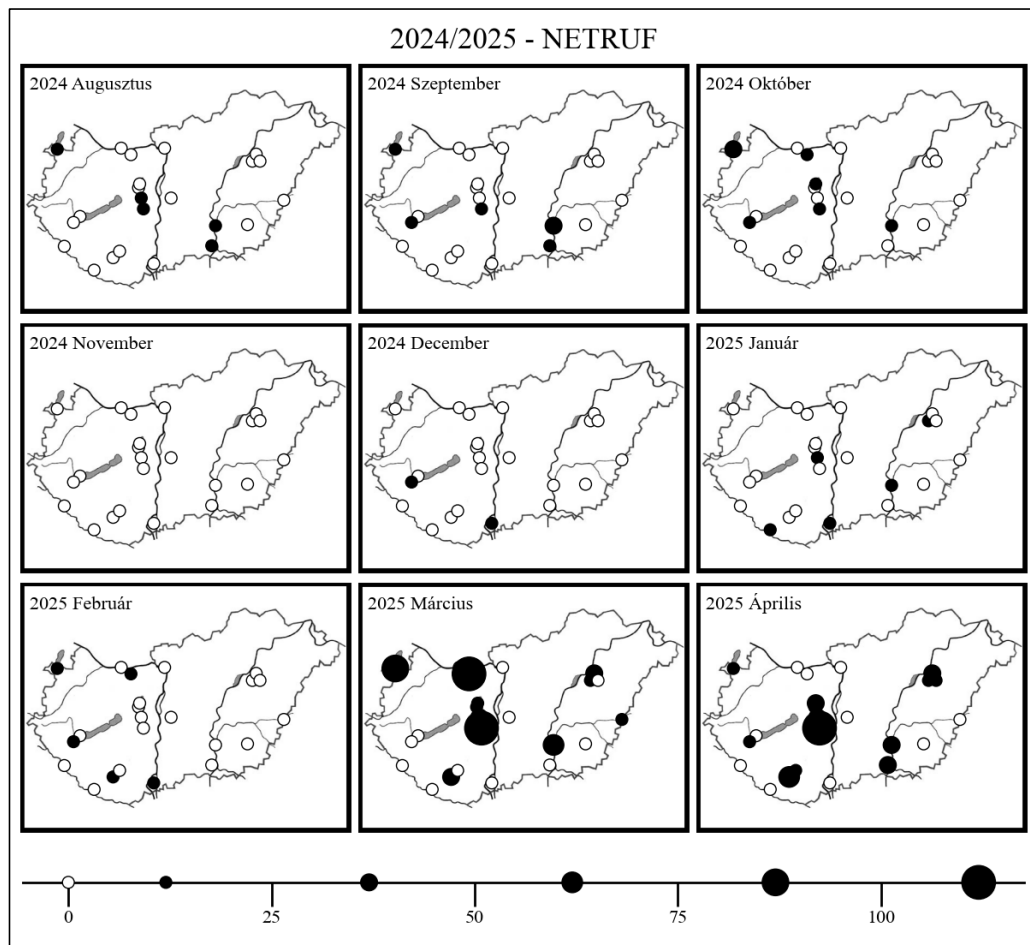 2024/2025 - NETRUF
2024 Augusztus
2024 Szeptember
2024 Október
2024 November
2024 December
2025 Január
2025 Február
2025 Március
2025 Április
0
25
50
75
100